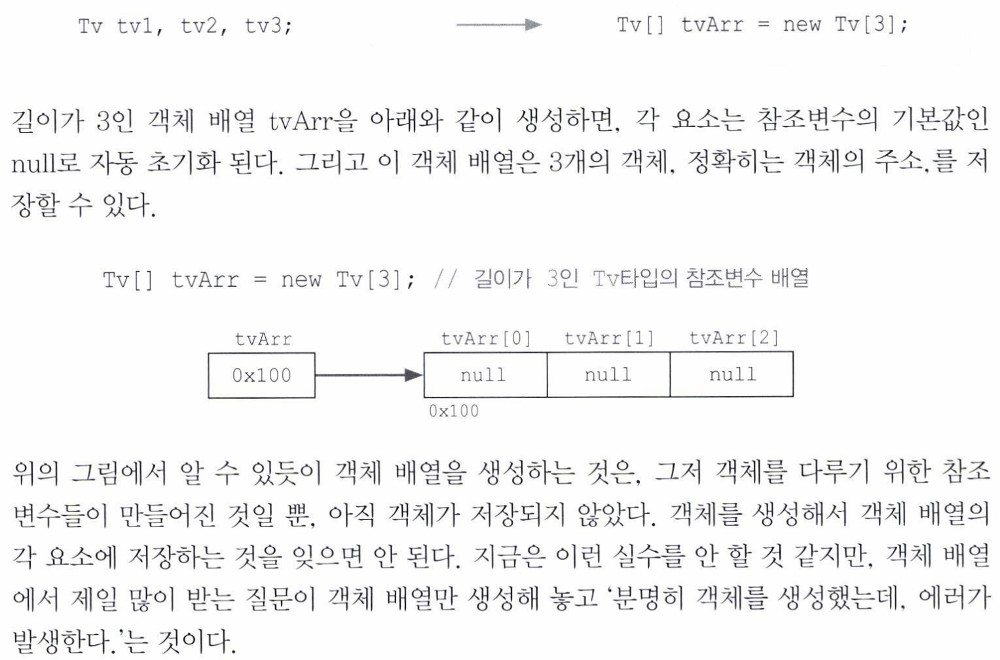 Tv tv1, tv2, tv3; Tv[] tvArr = new Tv[3];
길이가 3인 객체 배열 tvArr을 아래와 같이 생성하면, 각 요소는 참조변수의 기본값인
null로 자동 초기화 된다. 그리고 이 객체 배열은 3개의 객체, 정확히는 객체의 주소,를 저
장할 수 있다.
Tv[] tvArr = new Tv[3]; // 길이가 3인 Tv타입의 참조변수 배열
tvArr tvArr[0] tvArr[1] tvArr[2]
0x100 null null null
0x100
위의 그림에서 알 수 있듯이 객체 배열을 생성하는 것은, 그저 객체를 다루기 위한 참조
변수들이 만들어진 것일 뿐, 아직 객체가 저장되지 않았다. 객체를 생성해서 객체 배열의
각 요소에 저장하는 것을 잊으면 안 된다. 지금은 이런 실수를 안 할 것 같지만, 객체 배열
에서 제일 많이 받는 질문이 객체 배열만 생성해 놓고 ‘분명히 객체를 생성했는데, 에러가
발생한다.’는 것이다.